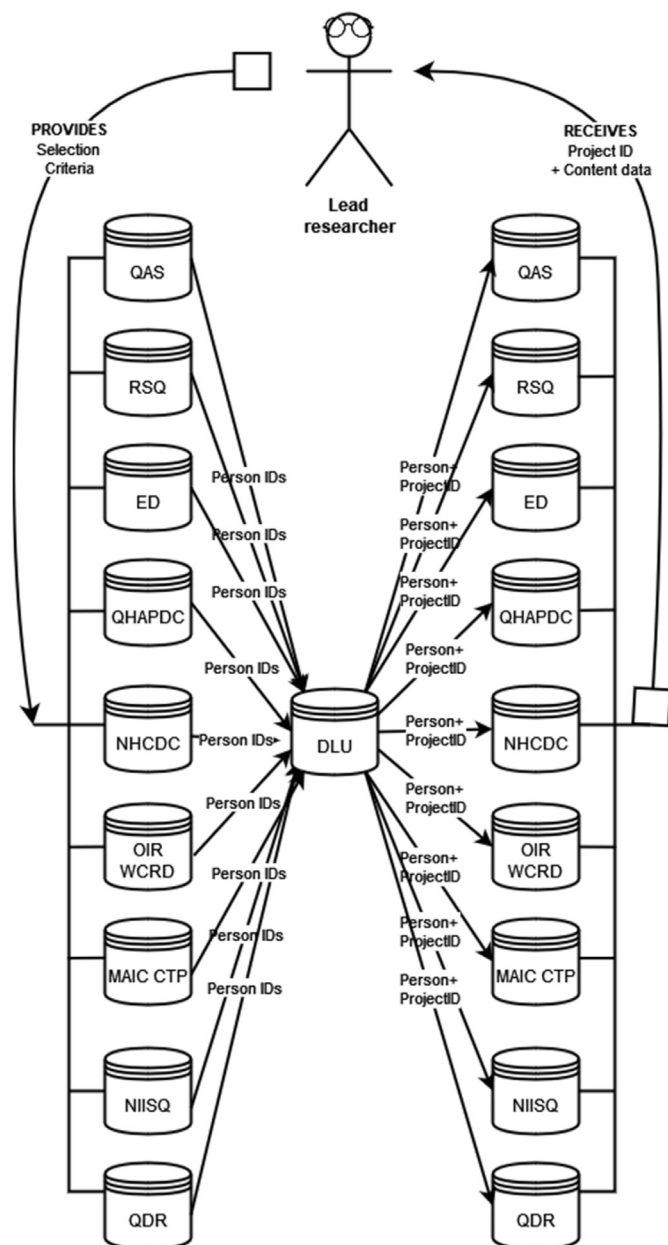 PROVIDES
Selection
Criteria
RECEIVES
Project ID
+ Content data
Lead
researcher
QAS
QAS
RSQ
RSQ
ED
ED
QHAPDC
QHAPDC
NHCDC
NHCDC
OIR
WCRD
OIR
WCRD
MAIC CTP
MAIC CTP
NIISQ
NIISQ
QDR
QDR
DLU
Person IDs
Person IDs
Person IDs
Person IDs
Person IDs
Person IDs
Person IDs
Person IDs
Person IDs
Person+
ProjectID
Person+
ProjectID
Person+
ProjectID
Person+
ProjectID
Person+
ProjectID
Person+
ProjectID
Person+
ProjectID
Person+
ProjectID
Person+
ProjectID